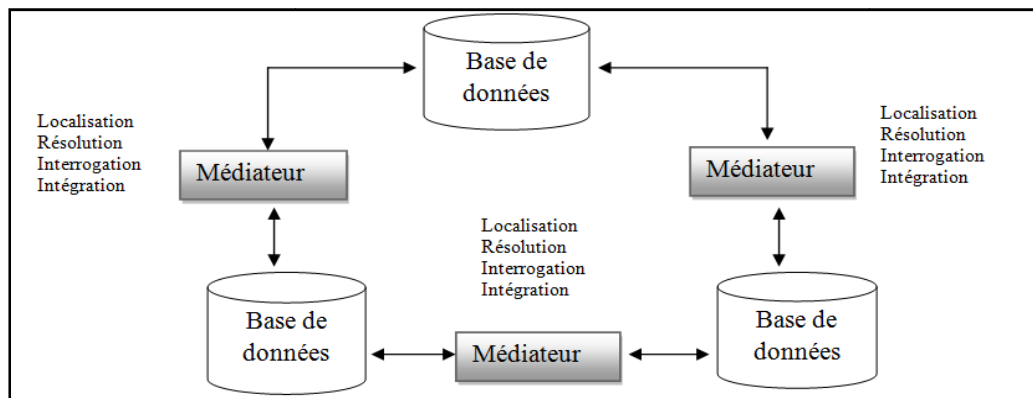 Base de
données
Localisation
Résolution
Interrogation
Intégration
Médiateur
Localisation
Résolution
Interrogation
Intégration
Médiateur
Localisation
Résolution
Interrogation
Intégration
Base de
données
Médiateur
Base de
données